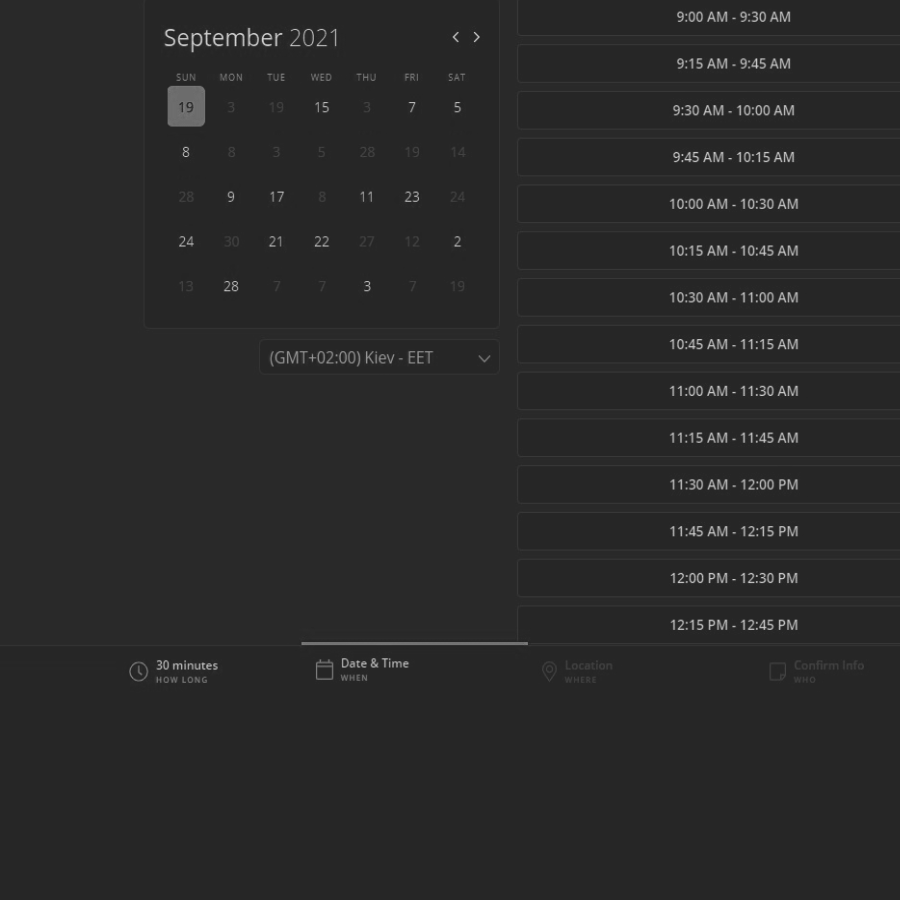 September 2021
SUN MON TUE WED THU FRI SAT
19 3 19 15 3 7 5
8 8 3 5 28 19 14
28 9 17 8 11 23 24
24 30 21 22 27 12 2
13 28 7 7 3 7 19
(GMT+02:00) Kiev - EET
9:00 AM - 9:30 AM
9:15 AM - 9:45 AM
9:30 AM - 10:00 AM
9:45 AM - 10:15 AM
10:00 AM - 10:30 AM
10:15 AM - 10:45 AM
10:30 AM - 11:00 AM
10:45 AM - 11:15 AM
11:00 AM - 11:30 AM
11:15 AM - 11:45 AM
11:30 AM - 12:00 PM
11:45 AM - 12:15 PM
12:00 PM - 12:30 PM
12:15 PM - 12:45 PM
30 minutes
HOW LONG
Date & Time
WHEN
Location
WHERE
Confirm Info
WHO